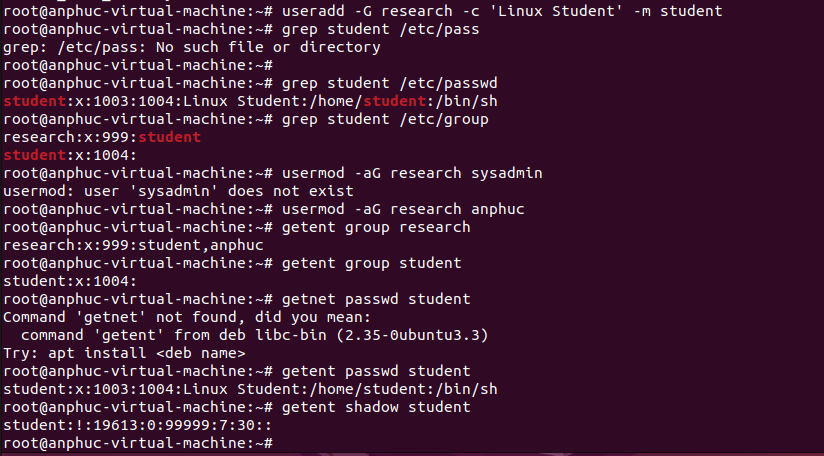 root@anphuc-virtual-machine:~# useradd -G research -c 'Linux Student' -m student
root@anphuc-virtual-machine:~# grep student /etc/pass
grep: /etc/pass: No such file or directory
root@anphuc-virtual-machine:~#
root@anphuc-virtual-machine:~# grep student /etc/passwd
student:x:1003:1004:Linux Student:/home/student:/bin/sh
root@anphuc-virtual-machine:~# grep student /etc/group
research:x:999:student
student:x:1004:
root@anphuc-virtual-machine:~# usermod -aG research sysadmin
usermod: user 'sysadmin' does not exist
root@anphuc-virtual-machine:~# usermod -aG research anphuc
root@anphuc-virtual-machine:~# getent group research
research:x:999:student,anphuc
root@anphuc-virtual-machine:~# getent group student
student:x:1004:
root@anphuc-virtual-machine:~# getnet passwd student
Command 'getnet' not found, did you mean:
  command 'getent' from deb libc-bin (2.35-0ubuntu3.3)
Try: apt install <deb name>
root@anphuc-virtual-machine:~# getent passwd student
student:x:1003:1004:Linux Student:/home/student:/bin/sh
root@anphuc-virtual-machine:~# getent shadow student
student:!:19613:0:99999:7:30::
root@anphuc-virtual-machine:~#